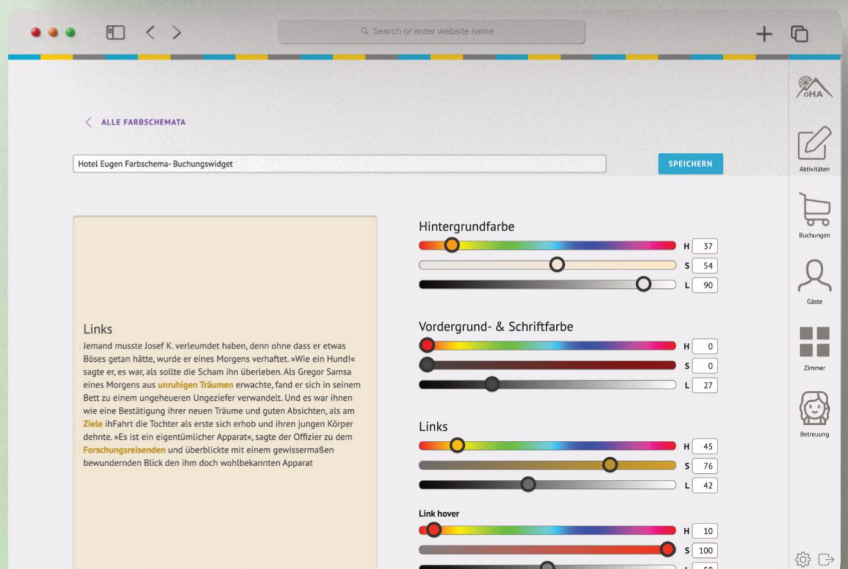 Search or enter website name
oHA
ALLE FARBSCHEMATA
Hotel Eugen Farbschema- Buchungswidget
SPEICHERN
Aktivitäten
Buchungen
Gäste
Zimmer
Betreuung
Links
Jemand musste Josef K. verleumdet haben, denn ohne dass er etwas
Böses getan hätte, wurde er eines Morgens verhaftet. »Wie ein Hund!«
sagte er, es war, als sollte die Scham ihn überleben. Als Gregor Samsa
eines Morgens aus unruhigen Träumen erwachte, fand er sich in seinem
Bett zu einem ungeheueren Ungeziefer verwandelt. Und es war ihnen
wie eine Bestätigung ihrer neuen Träume und guten Absichten, als am
Ziele ihFahrt die Tochter als erste sich erhob und ihren jungen Körper
dehnte. »Es ist ein eigentümlicher Apparat«, sagte der Offizier zu dem
Forschungsreisenden und überblickte mit einem gewissermaßen
bewundernden Blick den ihm doch wohlbekannten Apparat
Hintergrundfarbe
H 37
S 54
L 90
Vordergrund- & Schriftfarbe
H 0
S 0
L 27
Links
H 45
S 76
L 42
Link hover
H 10
S 100
L 50